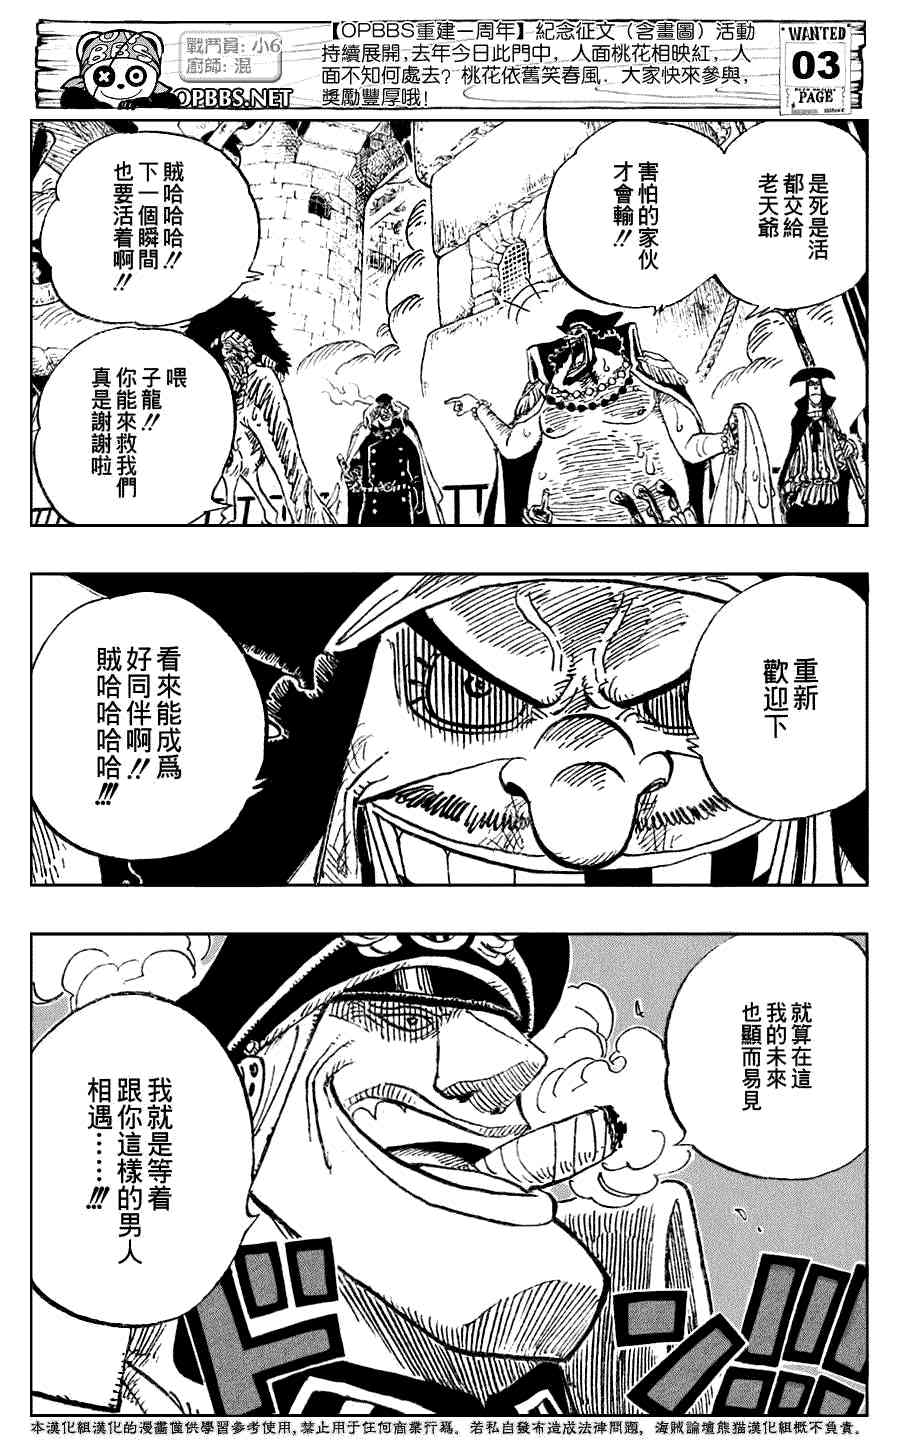 戰鬥員: 小6
廚師: 混
OPBBS.NET
【OPBBS重建一周年】紀念征文（含畫圖）活動
持續展開,去年今日此門中, 人面桃花相映紅, 人
面不知何處去? 桃花依舊笑春風. 大家快來參與,
獎勵豐厚哦!
WANTED
03
PAGE
是死是活
都交給
老天爺
害怕的家伙
才會輸!!
賊哈哈哈!!
下一個瞬間
也要活着啊!!
喂
子龍!!
你能來救我們
真是謝謝啦
重新
歡迎下
看來能成爲
好同伴啊!!
賊哈哈哈哈!!!
就算在這
我的未來
也顯而易見
我就是等着
跟你這樣的男人
相遇……!!!
ドン!!
本漢化組漢化的漫畫僅供學習參考使用,禁止用于任何商業行爲。若私自發布造成法律問題, 海賊論壇熊猫漢化組概不負責。